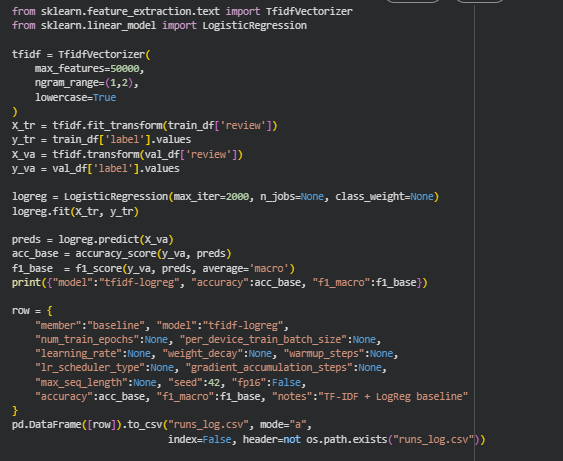 from sklearn.feature_extraction.text import TfidfVectorizer
from sklearn.linear_model import LogisticRegression

tfidf = TfidfVectorizer(
    max_features=50000,
    ngram_range=(1,2),
    lowercase=True
)
X_tr = tfidf.fit_transform(train_df['review'])
y_tr = train_df['label'].values
X_va = tfidf.transform(val_df['review'])
y_va = val_df['label'].values

logreg = LogisticRegression(max_iter=2000, n_jobs=None, class_weight=None)
logreg.fit(X_tr, y_tr)

preds = logreg.predict(X_va)
acc_base = accuracy_score(y_va, preds)
f1_base  = f1_score(y_va, preds, average='macro')
print({"model":"tfidf-logreg", "accuracy":acc_base, "f1_macro":f1_base})

row = {
    "member":"baseline", "model":"tfidf-logreg",
    "num_train_epochs":None, "per_device_train_batch_size":None,
    "learning_rate":None, "weight_decay":None, "warmup_steps":None,
    "lr_scheduler_type":None, "gradient_accumulation_steps":None,
    "max_seq_length":None, "seed":42, "fp16":False,
    "accuracy":acc_base, "f1_macro":f1_base, "notes":"TF-IDF + LogReg baseline"
}
pd.DataFrame([row]).to_csv("runs_log.csv", mode="a",
                           index=False, header=not os.path.exists("runs_log.csv"))